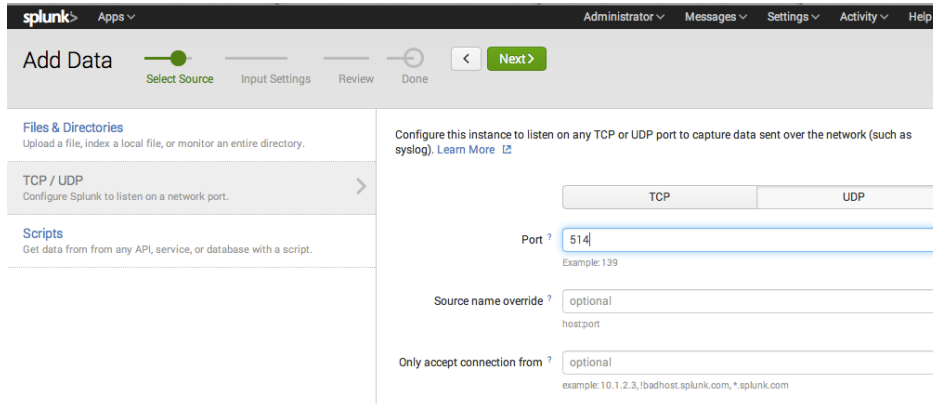 splunk> Apps Administrator Messages Settings Activity Help
Add Data
Select Source Input Settings Review Done
< Next >
Files & Directories
Upload a file, index a local file, or monitor an entire directory.
TCP / UDP
Configure Splunk to listen on a network port.
Scripts
Get data from from any API, service, or database with a script.
Configure this instance to listen on any TCP or UDP port to capture data sent over the network (such as
syslog). Learn More
TCP UDP
Port ? 514
Example: 139
Source name override ? optional
host:port
Only accept connection from ? optional
example: 10.1.2.3, !badhost.splunk.com, *.splunk.com